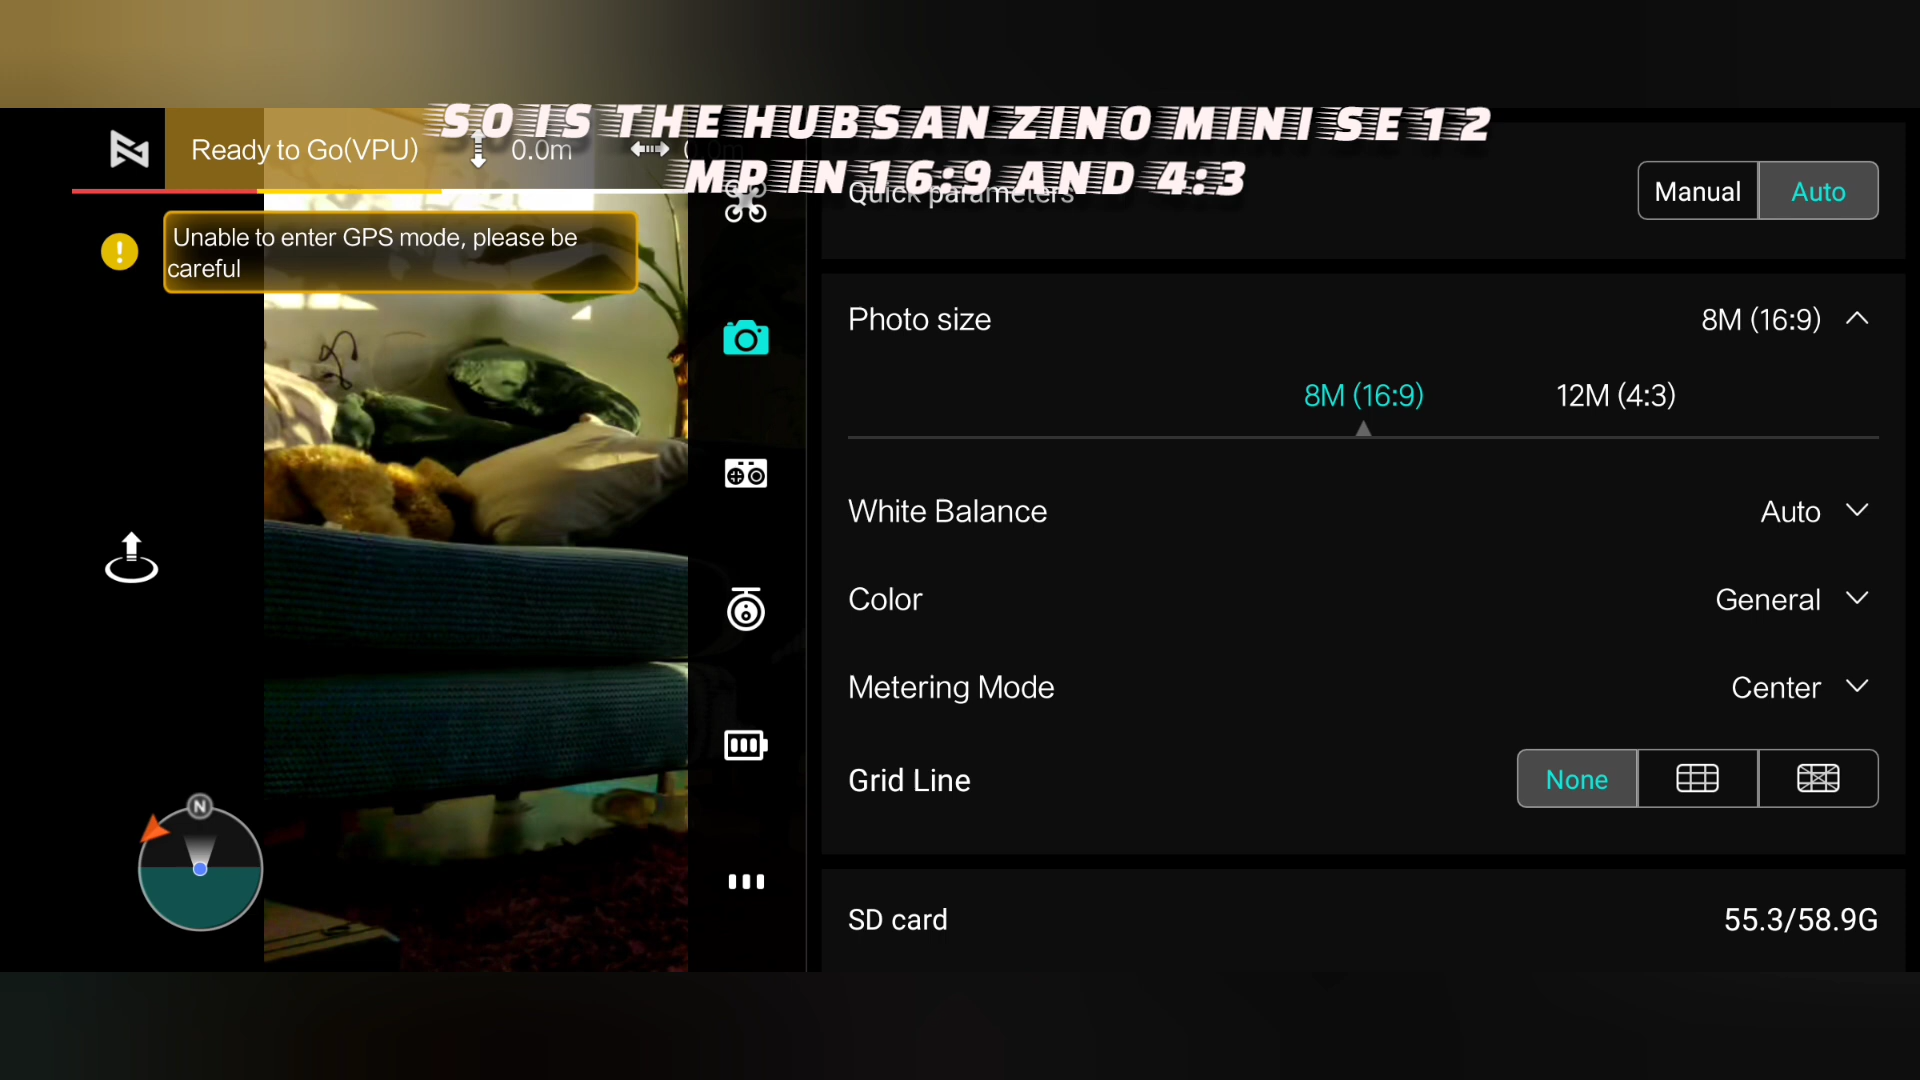 SO IS THE HUBSAN ZINO MINI SE 12
MP IN 16:9 AND 4:3
Ready to Go(VPU)
0.0m
Unable to enter GPS mode, please be
careful
N
Quick parameters
Manual
Auto
Photo size
8M (16:9)
8M (16:9)
12M (4:3)
White Balance
Auto
Color
General
Metering Mode
Center
Grid Line
None
SD card
55.3/58.9G